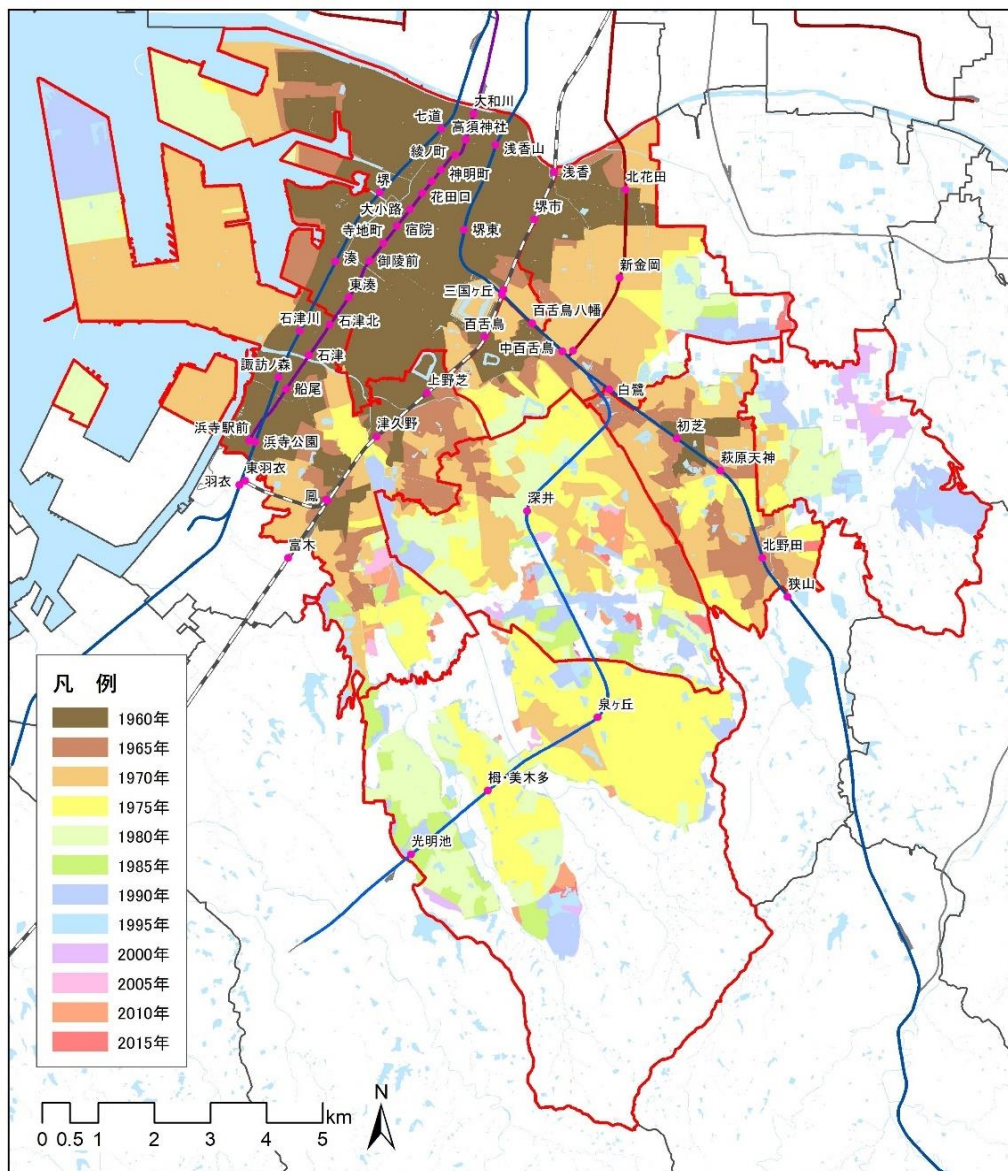 大和川
七道
高須神社
綾ノ町
浅香山
神明町
浅香
堺
花田口
北花田
大小路
堺市
寺地町
宿院
堺東
湊
御陵前
新金岡
東湊
三国ヶ丘
石津川
石津北
百舌鳥
百舌鳥八幡
中百舌鳥
石津
諏訪ノ森
船尾
上野芝
白鷺
浜寺駅前
浜寺公園
津久野
初芝
萩原天神
東羽衣
羽衣
鳳
深井
富木
北野田
狭山
泉ヶ丘
栂・美木多
光明池
凡 例
1960年
1965年
1970年
1975年
1980年
1985年
1990年
1995年
2000年
2005年
2010年
2015年
N
km
0 0.5 1 2 3 4 5